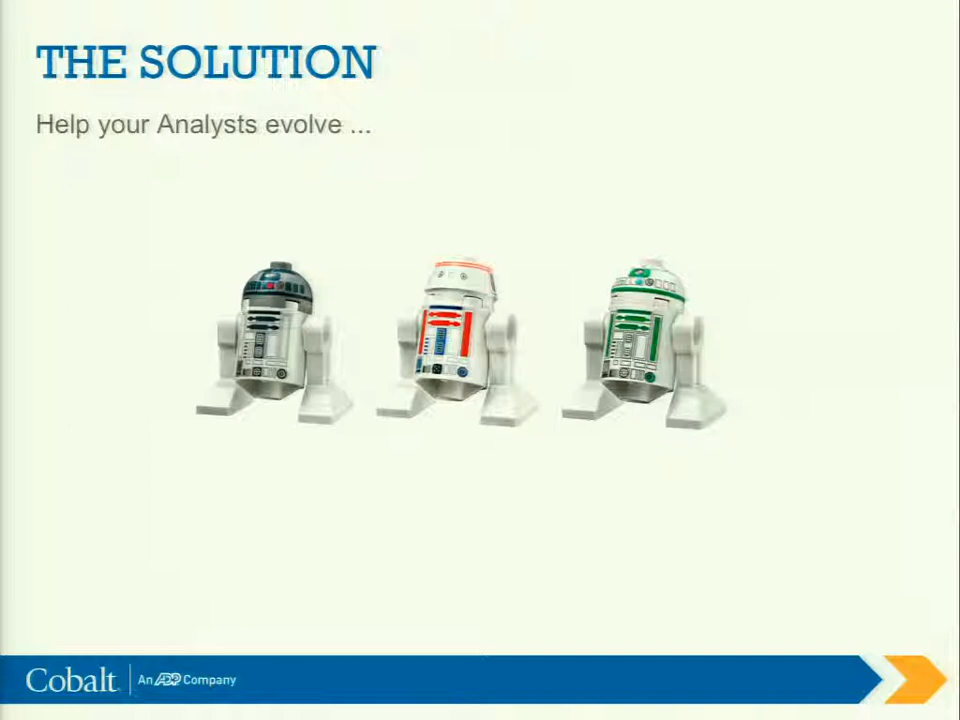 THE SOLUTION
Help your Analysts evolve ...
Cobalt
An ADP Company